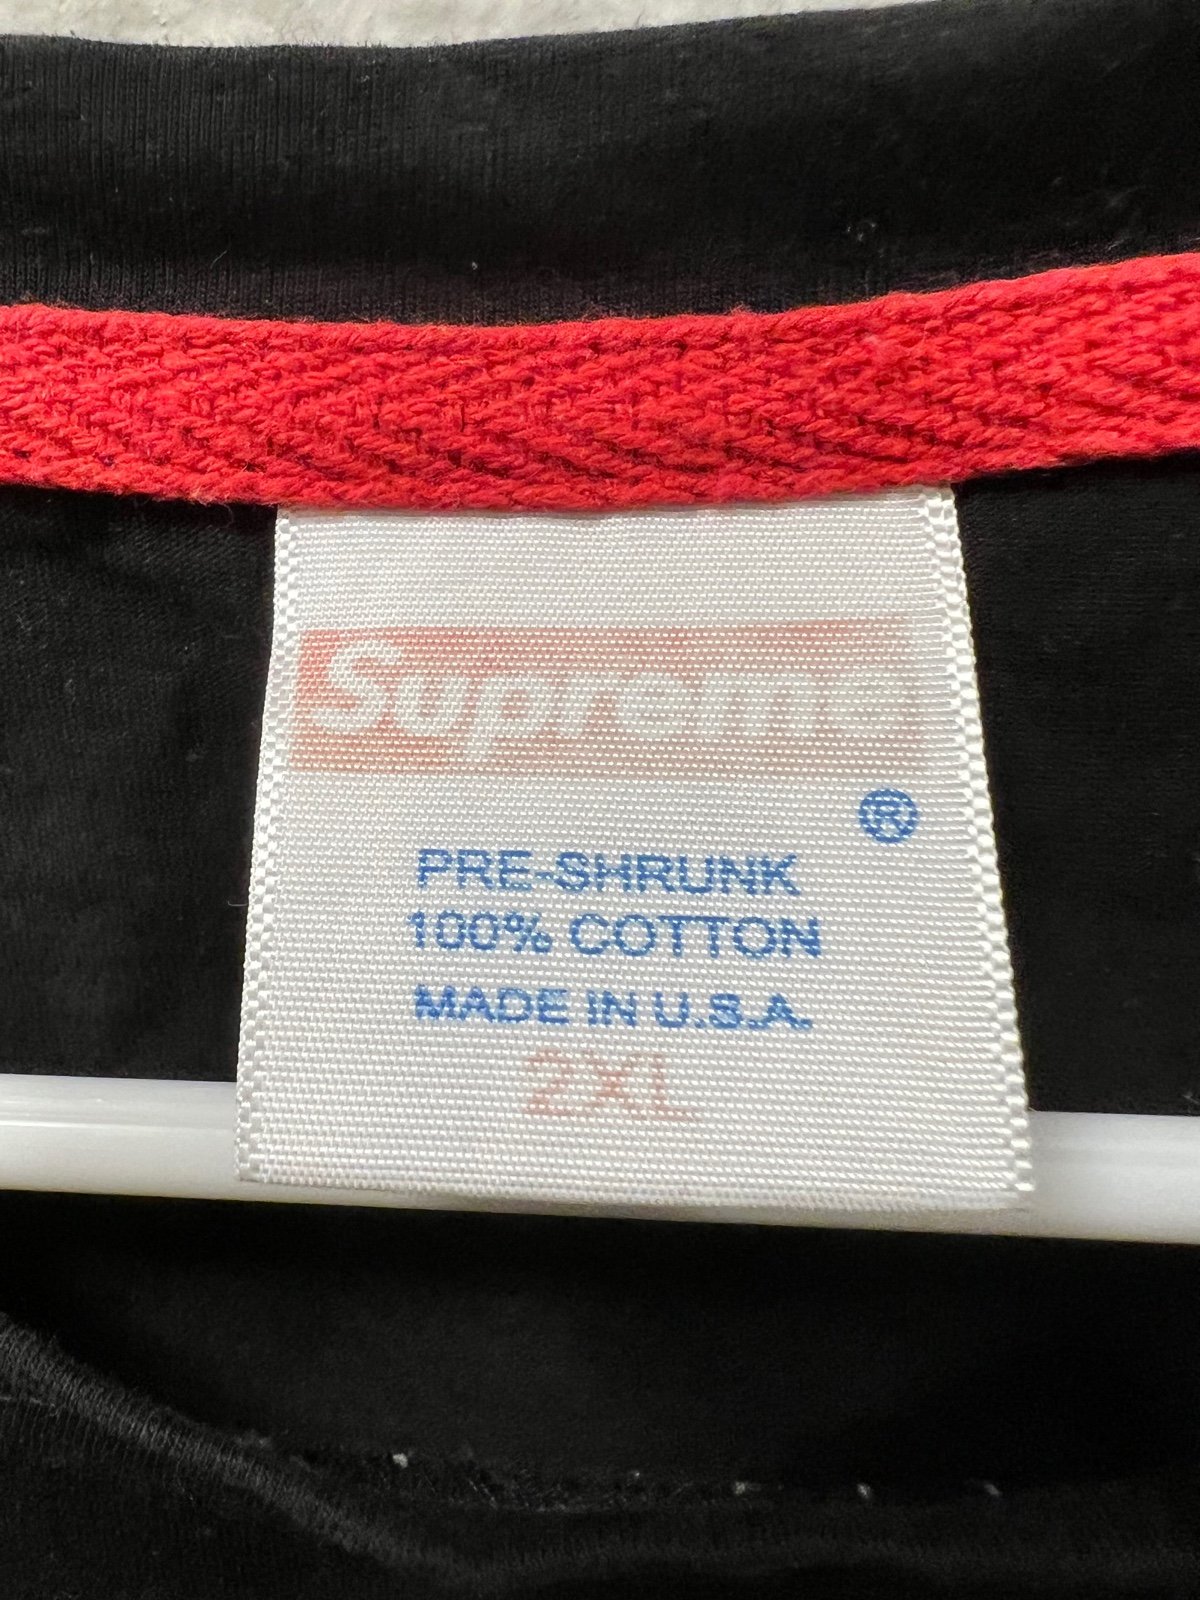 Supreme
®
PRE-SHRUNK
100% COTTON
MADE IN U.S.A.
2XL